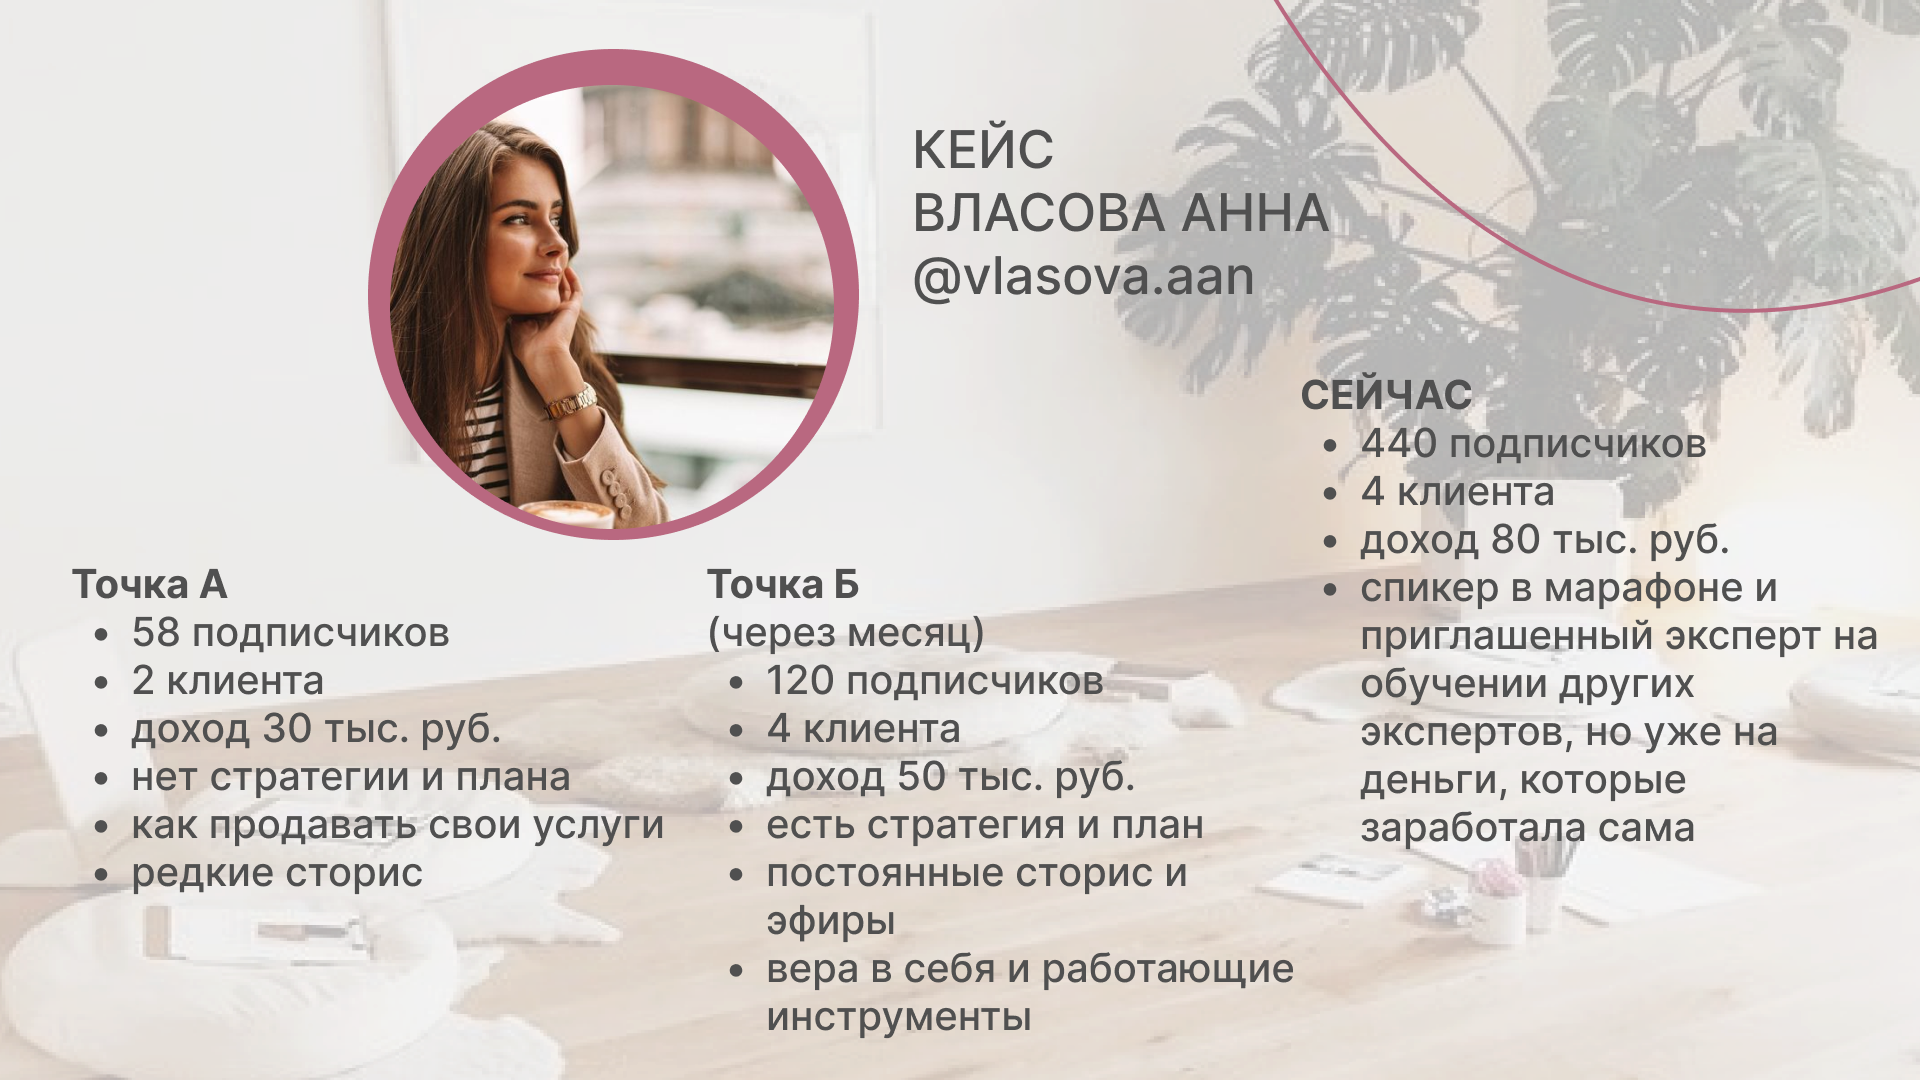 КЕЙС
ВЛАСОВА АННА
@vlasova.aan
Точка А
• 58 подписчиков
• 2 клиента
• доход 30 тыс. руб.
• нет стратегии и плана
• как продавать свои услуги
• редкие сторис
Точка Б
(через месяц)
• 120 подписчиков
• 4 клиента
• доход 50 тыс. руб.
• есть стратегия и план
• постоянные сторис и
эфиры
• вера в себя и работающие
инструменты
СЕЙЧАС
• 440 подписчиков
• 4 клиента
• доход 80 тыс. руб.
• спикер в марафоне и
приглашенный эксперт на
обучении других
экспертов, но уже на
деньги, которые
заработала сама